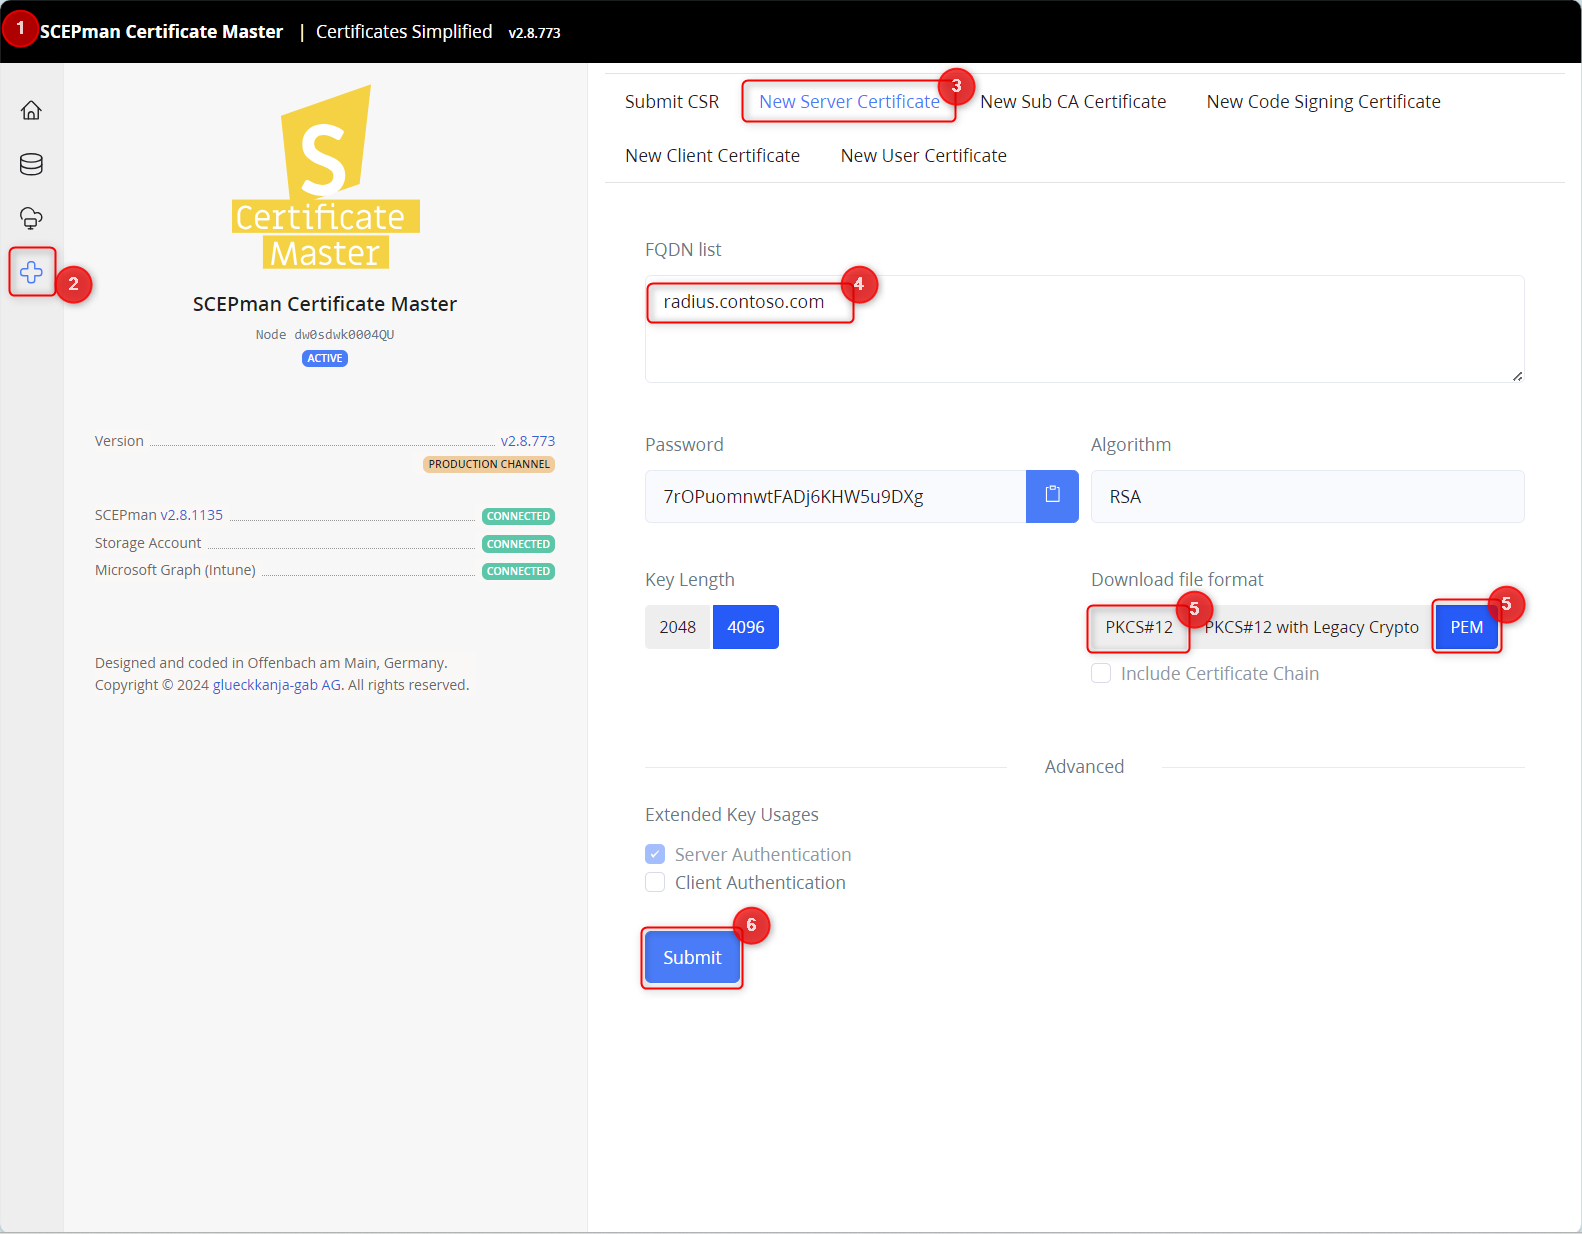 1
SCEPman Certificate Master | Certificates Simplified v2.8.773
S
Certificate
Master
2
SCEPman Certificate Master
Node dw0sdwk0004QU
ACTIVE
Version v2.8.773
PRODUCTION CHANNEL
SCEPman v2.8.1135 CONNECTED
Storage Account CONNECTED
Microsoft Graph (Intune) CONNECTED
Designed and coded in Offenbach am Main, Germany.
Copyright © 2024 glueckkanja-gab AG. All rights reserved.
Submit CSR New Server Certificate 3 New Sub CA Certificate New Code Signing Certificate
New Client Certificate New User Certificate
FQDN list
radius.contoso.com 4
Password Algorithm
7rOPuomnwtFADj6KHW5u9DXg RSA
Key Length Download file format
2048 4096 PKCS#12 5 PKCS#12 with Legacy Crypto PEM 5
Include Certificate Chain
Advanced
Extended Key Usages
Server Authentication
Client Authentication
6
Submit